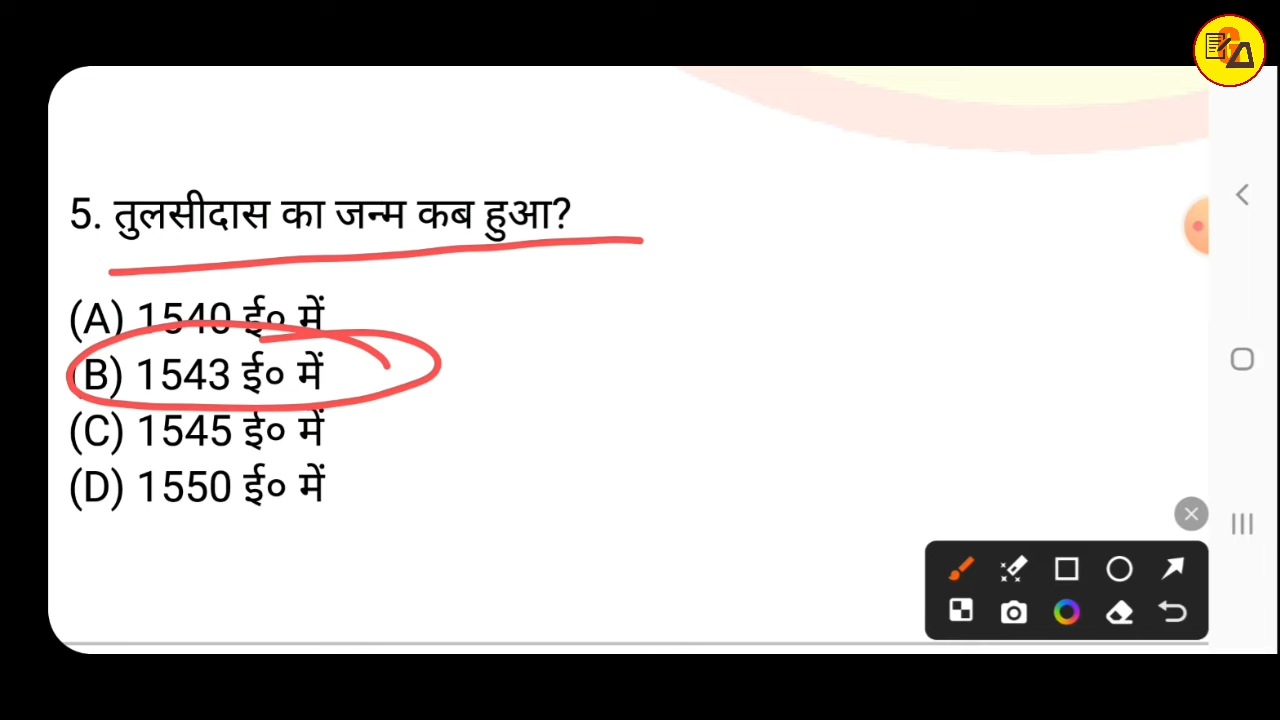 5. तुलसीदास का जन्म कब हुआ?
(A) 1540 ई० में
(B) 1543 ई० में
(C) 1545 ई० में
(D) 1550 ई० में